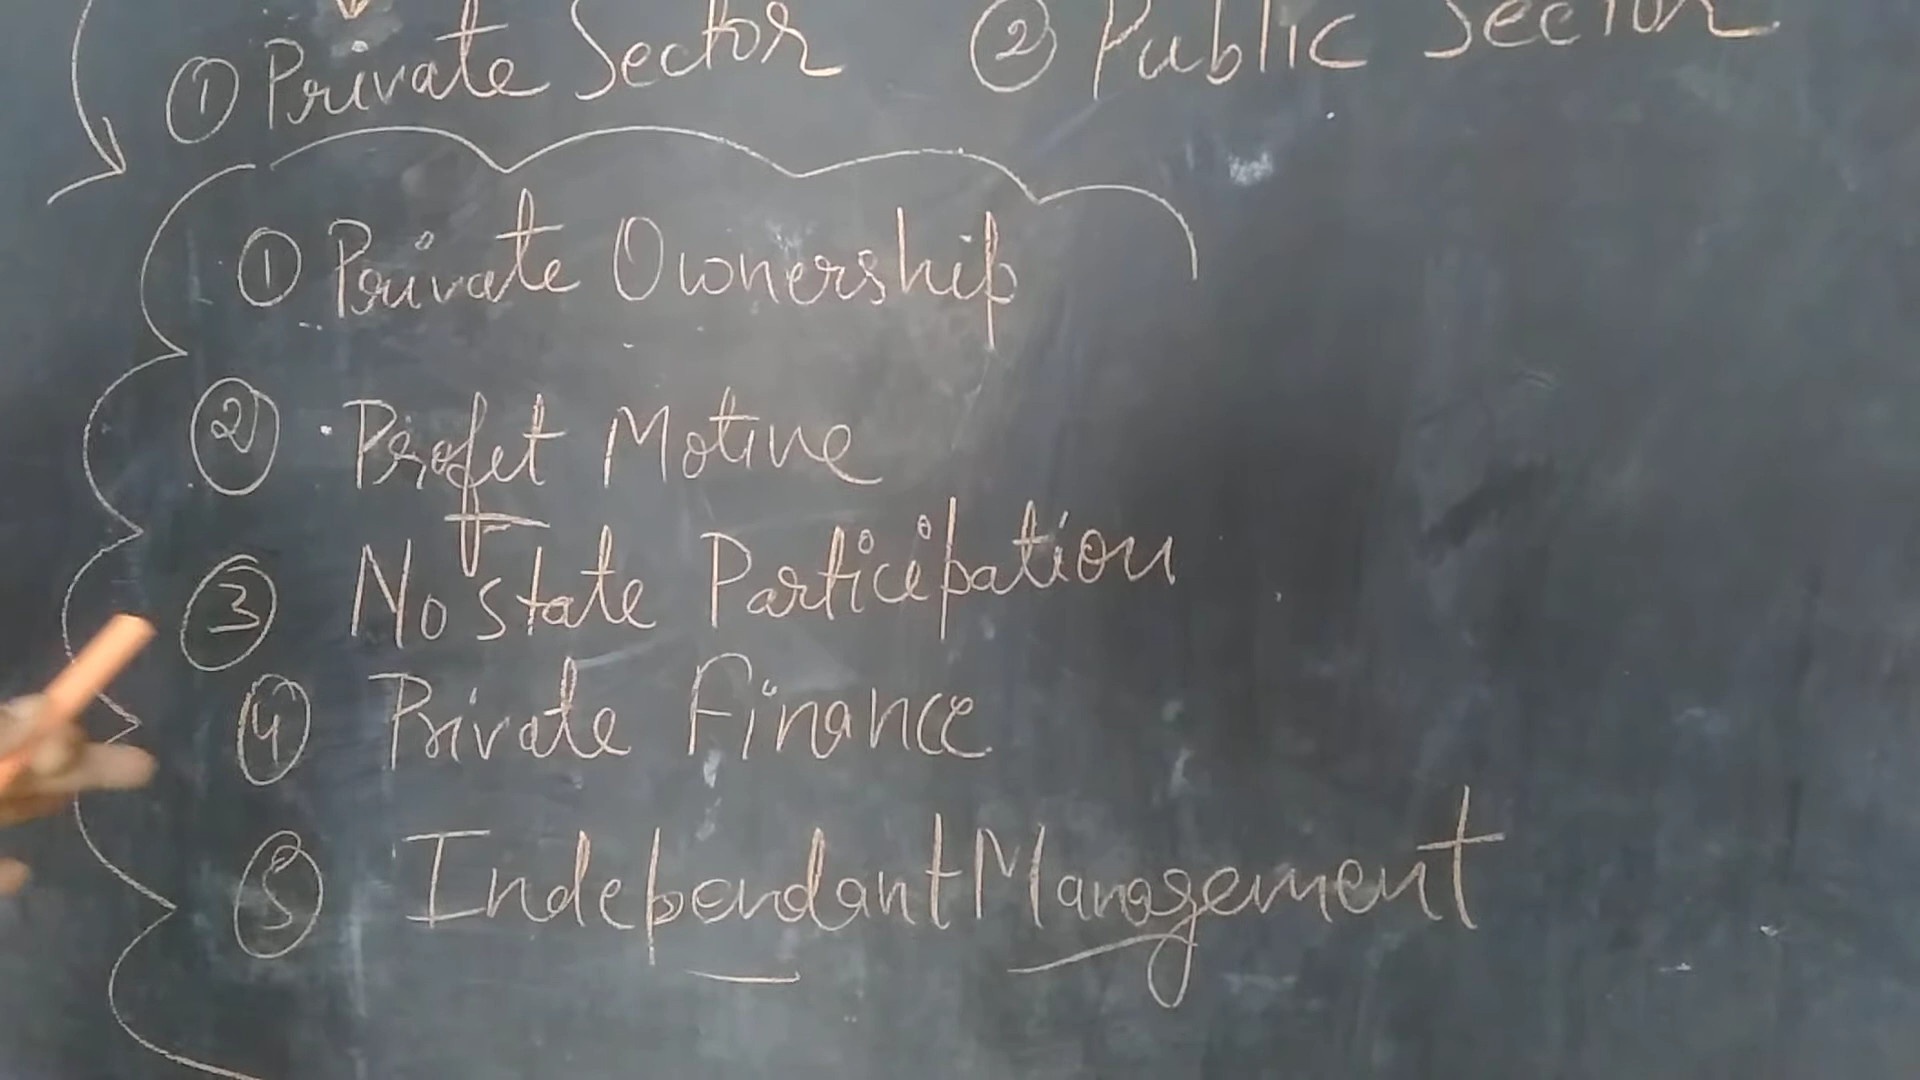 ① Private Sector ② Public Sector
① Private Ownership
② Profit Motive
③ No state Participation
④ Private Finance
⑤ Independant Management